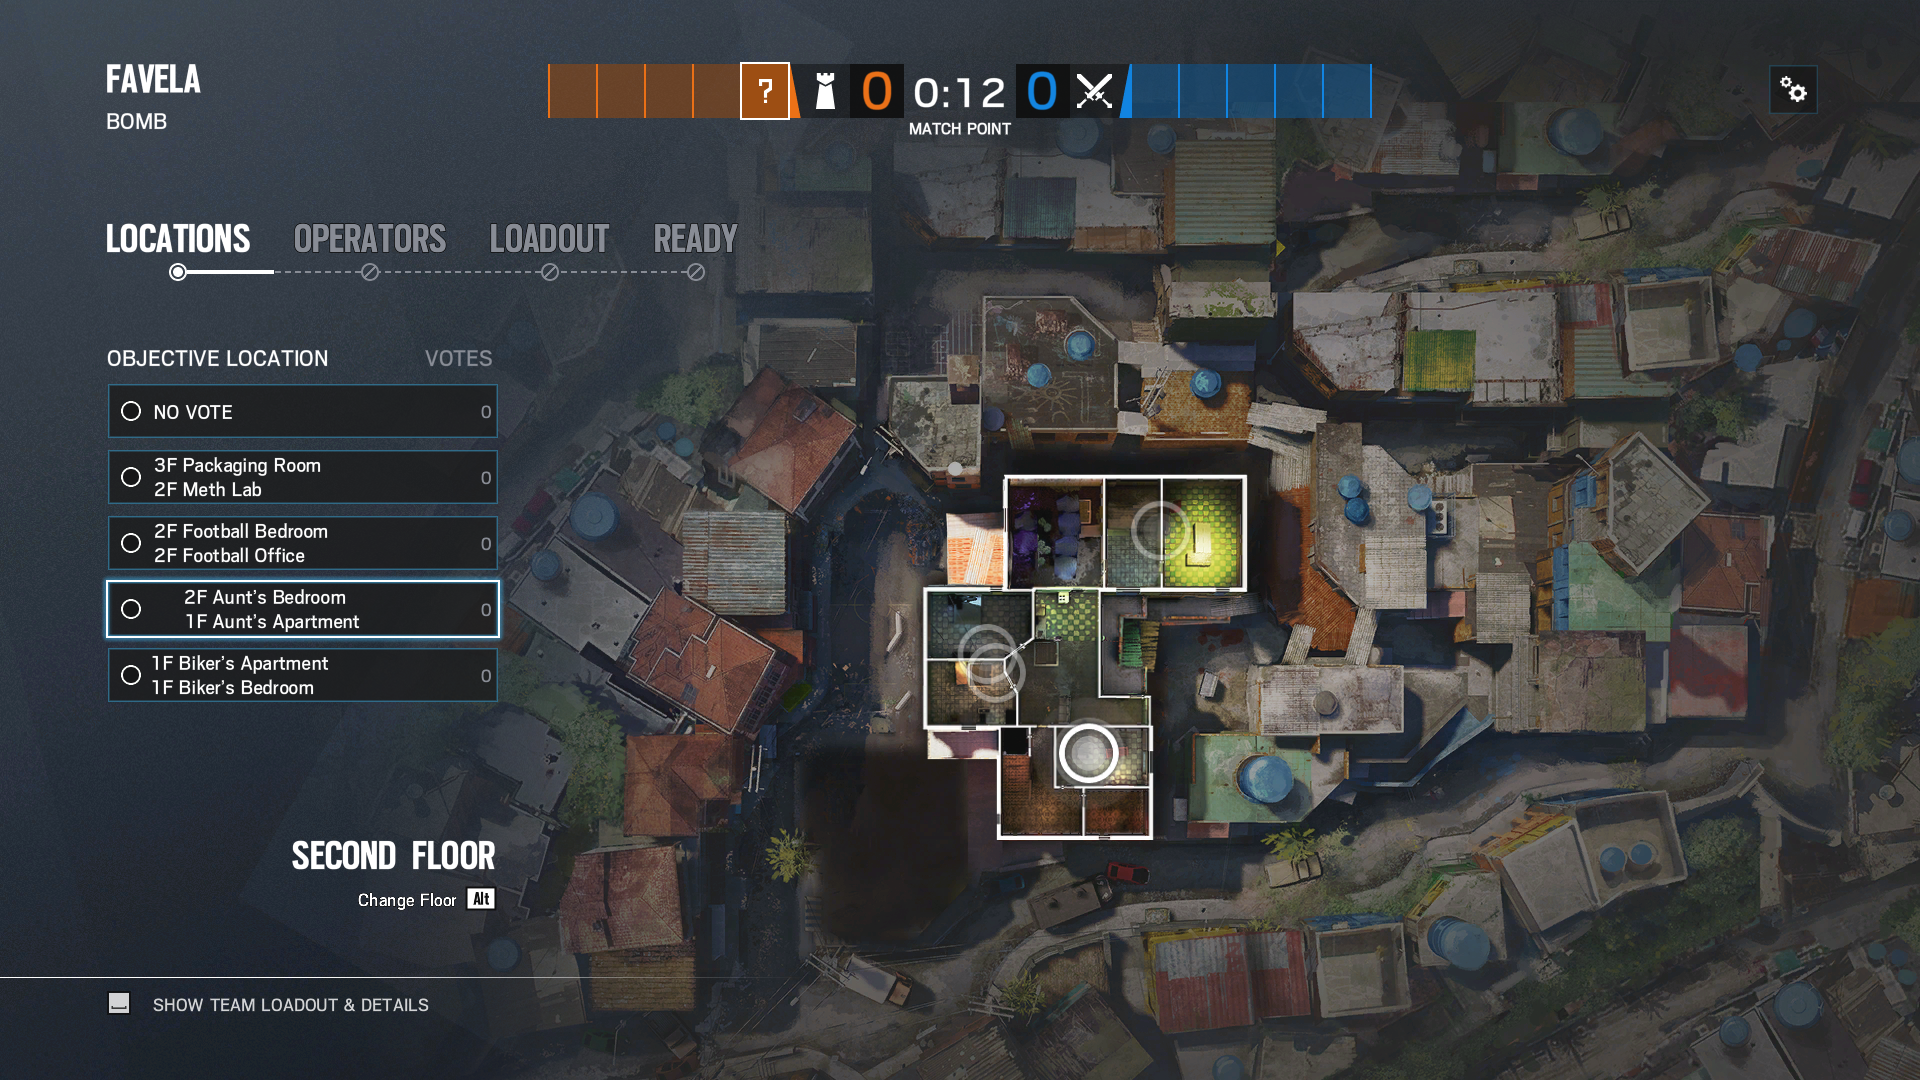 FAVELA
BOMB
?
0
0:12
0
MATCH POINT
LOCATIONS
OPERATORS
LOADOUT
READY
OBJECTIVE LOCATION
VOTES
NO VOTE
0
3F Packaging Room
2F Meth Lab
0
2F Football Bedroom
2F Football Office
0
2F Aunt's Bedroom
1F Aunt's Apartment
0
1F Biker's Apartment
1F Biker's Bedroom
0
SECOND FLOOR
Change Floor Alt
SHOW TEAM LOADOUT & DETAILS